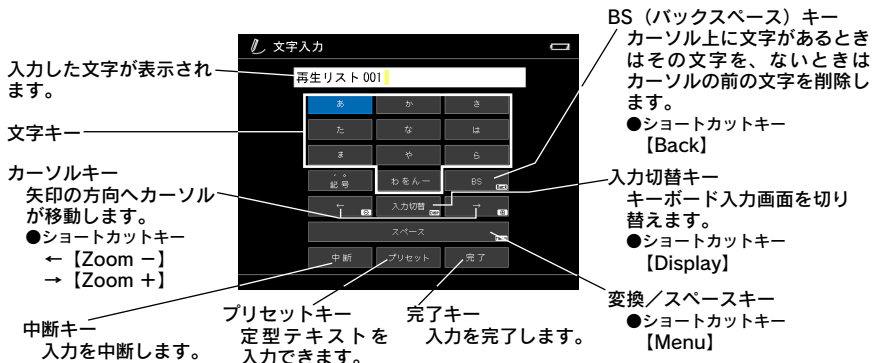 BS（バックスペース）キー
カーソル上に文字があるとき
はその文字を、ないときは
カーソルの前の文字を削除し
ます。
●ショートカットキー
【Back】
入力した文字が表示され
ます。
文字キー
カーソルキー
矢印の方向へカーソル
が移動します。
●ショートカットキー
←【Zoom −】
→【Zoom +】
文字入力
再生リスト 001
あ か さ
た な は
ま や ら
記号 わをんー BS
← 入力切替 →
スペース
中断 プリセット 完了
入力切替キー
キーボード入力画面を切り
替えます。
●ショートカットキー
【Display】
変換／スペースキー
●ショートカットキー
【Menu】
中断キー
入力を中断します。
プリセットキー
定型テキストを
入力できます。
完了キー
入力を完了します。